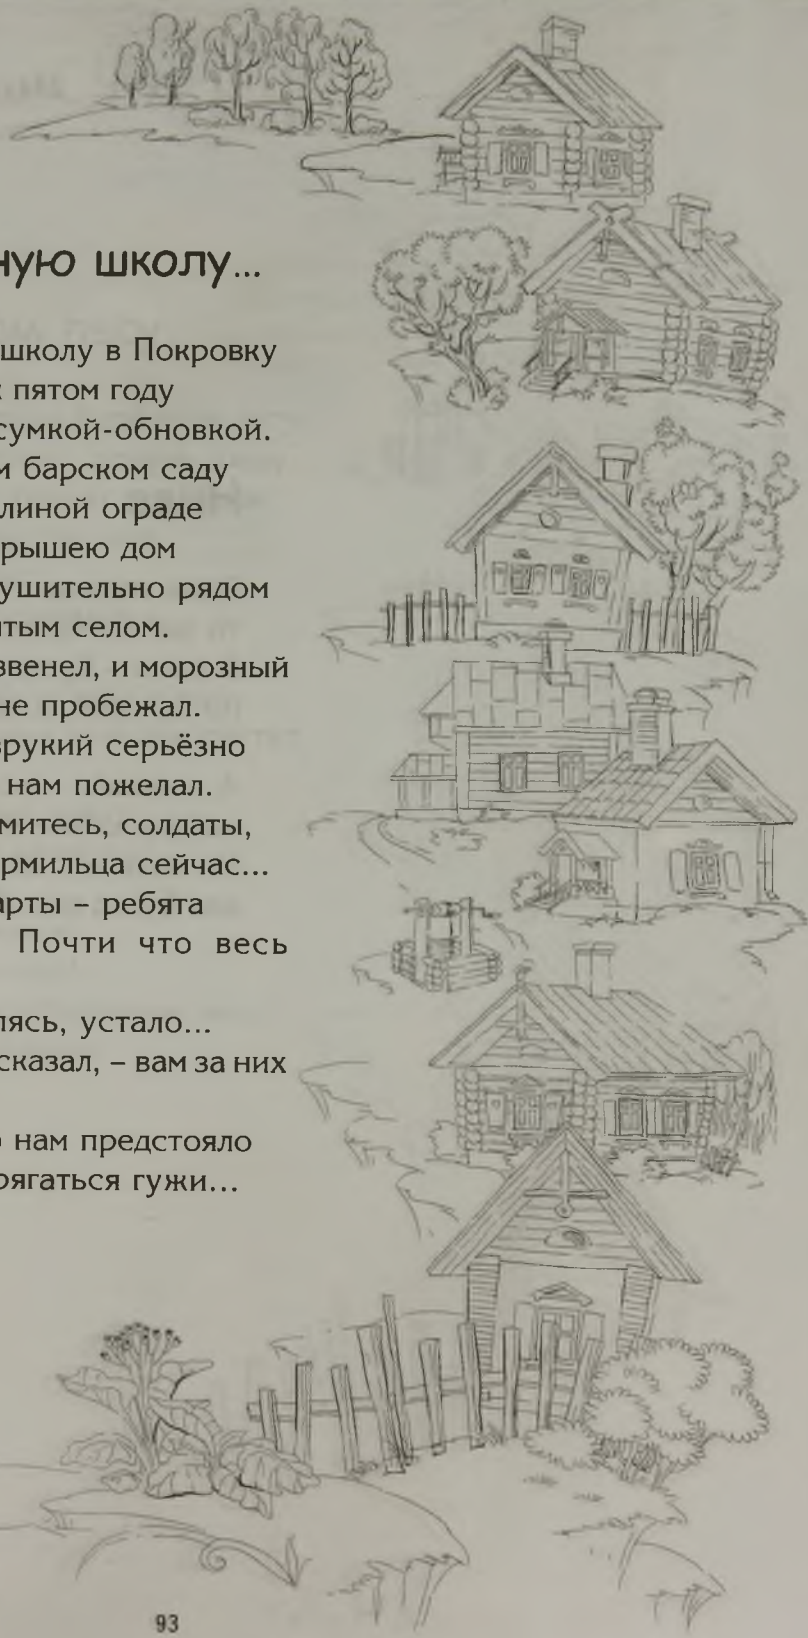 ную школу...
школу в Покровку
к пятом году
сумкой-обновкой.
м барском саду
линой ограде
рышею дом
ушительно рядом
тым селом.
звенел, и морозный
не пробежал.
врукий серьёзно
нам пожелал.
митесь, солдаты,
ормильца сейчас...
арты – ребята
Почти что весь
лясь, устало...
сказал, – вам за них
о нам предстояло
рягаться гужи...
93